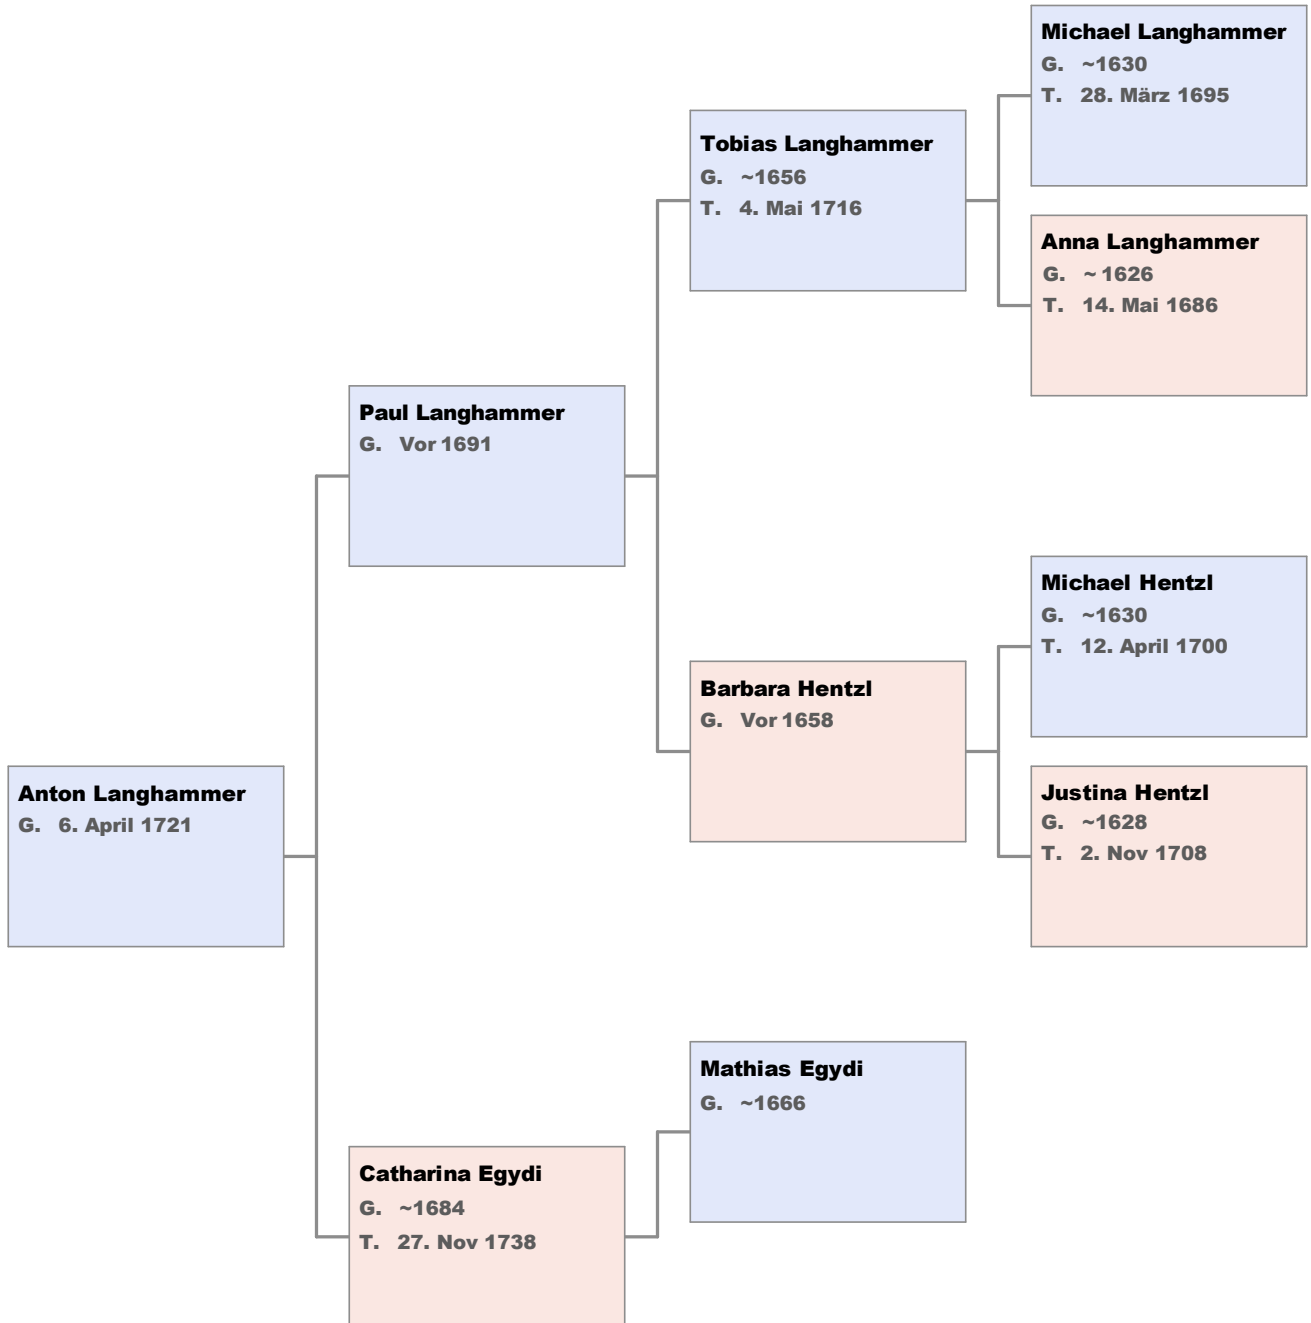 Michael Langhammer
G. ~1630
T. 28. März 1695
Tobias Langhammer
G. ~1656
T. 4. Mai 1716
Anna Langhammer
G. ~ 1626
T. 14. Mai 1686
Paul Langhammer
G. Vor 1691
Michael Hentzl
G. ~1630
T. 12. April 1700
Barbara Hentzl
G. Vor 1658
Anton Langhammer
G. 6. April 1721
Justina Hentzl
G. ~1628
T. 2. Nov 1708
Mathias Egydi
G. ~1666
Catharina Egydi
G. ~1684
T. 27. Nov 1738